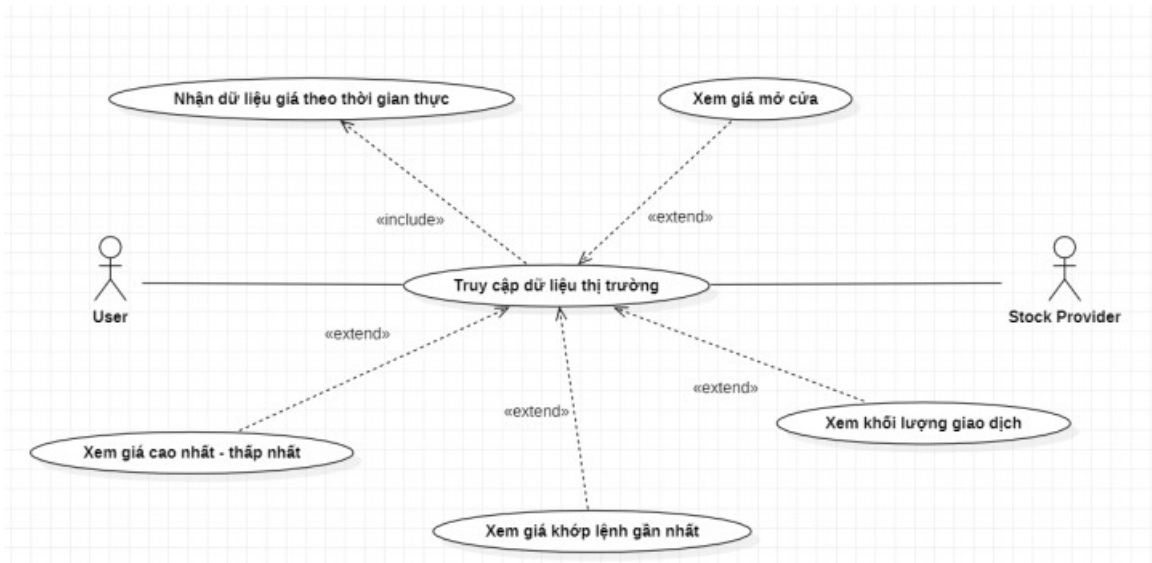 Nhận dữ liệu giá theo thời gian thực
Xem giá mở cửa
«include»
«extend»
Truy cập dữ liệu thị trường
User
Stock Provider
«extend»
«extend»
«extend»
Xem khối lượng giao dịch
Xem giá cao nhất - thấp nhất
Xem giá khớp lệnh gần nhất